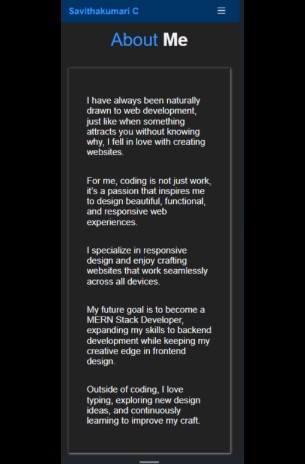 Savithakumari C
About Me
I have always been naturally
drawn to web development,
just like when something
attracts you without knowing
why, I fell in love with creating
websites.
For me, coding is not just work,
it's a passion that inspires me
to design beautiful, functional,
and responsive web
experiences.
I specialize in responsive
design and enjoy crafting
websites that work seamlessly
across all devices.
My future goal is to become a
MERN Stack Developer,
expanding my skills to backend
development while keeping my
creative edge in frontend
design.
Outside of coding, I love
typing, exploring new design
ideas, and continuously
learning to improve my craft.